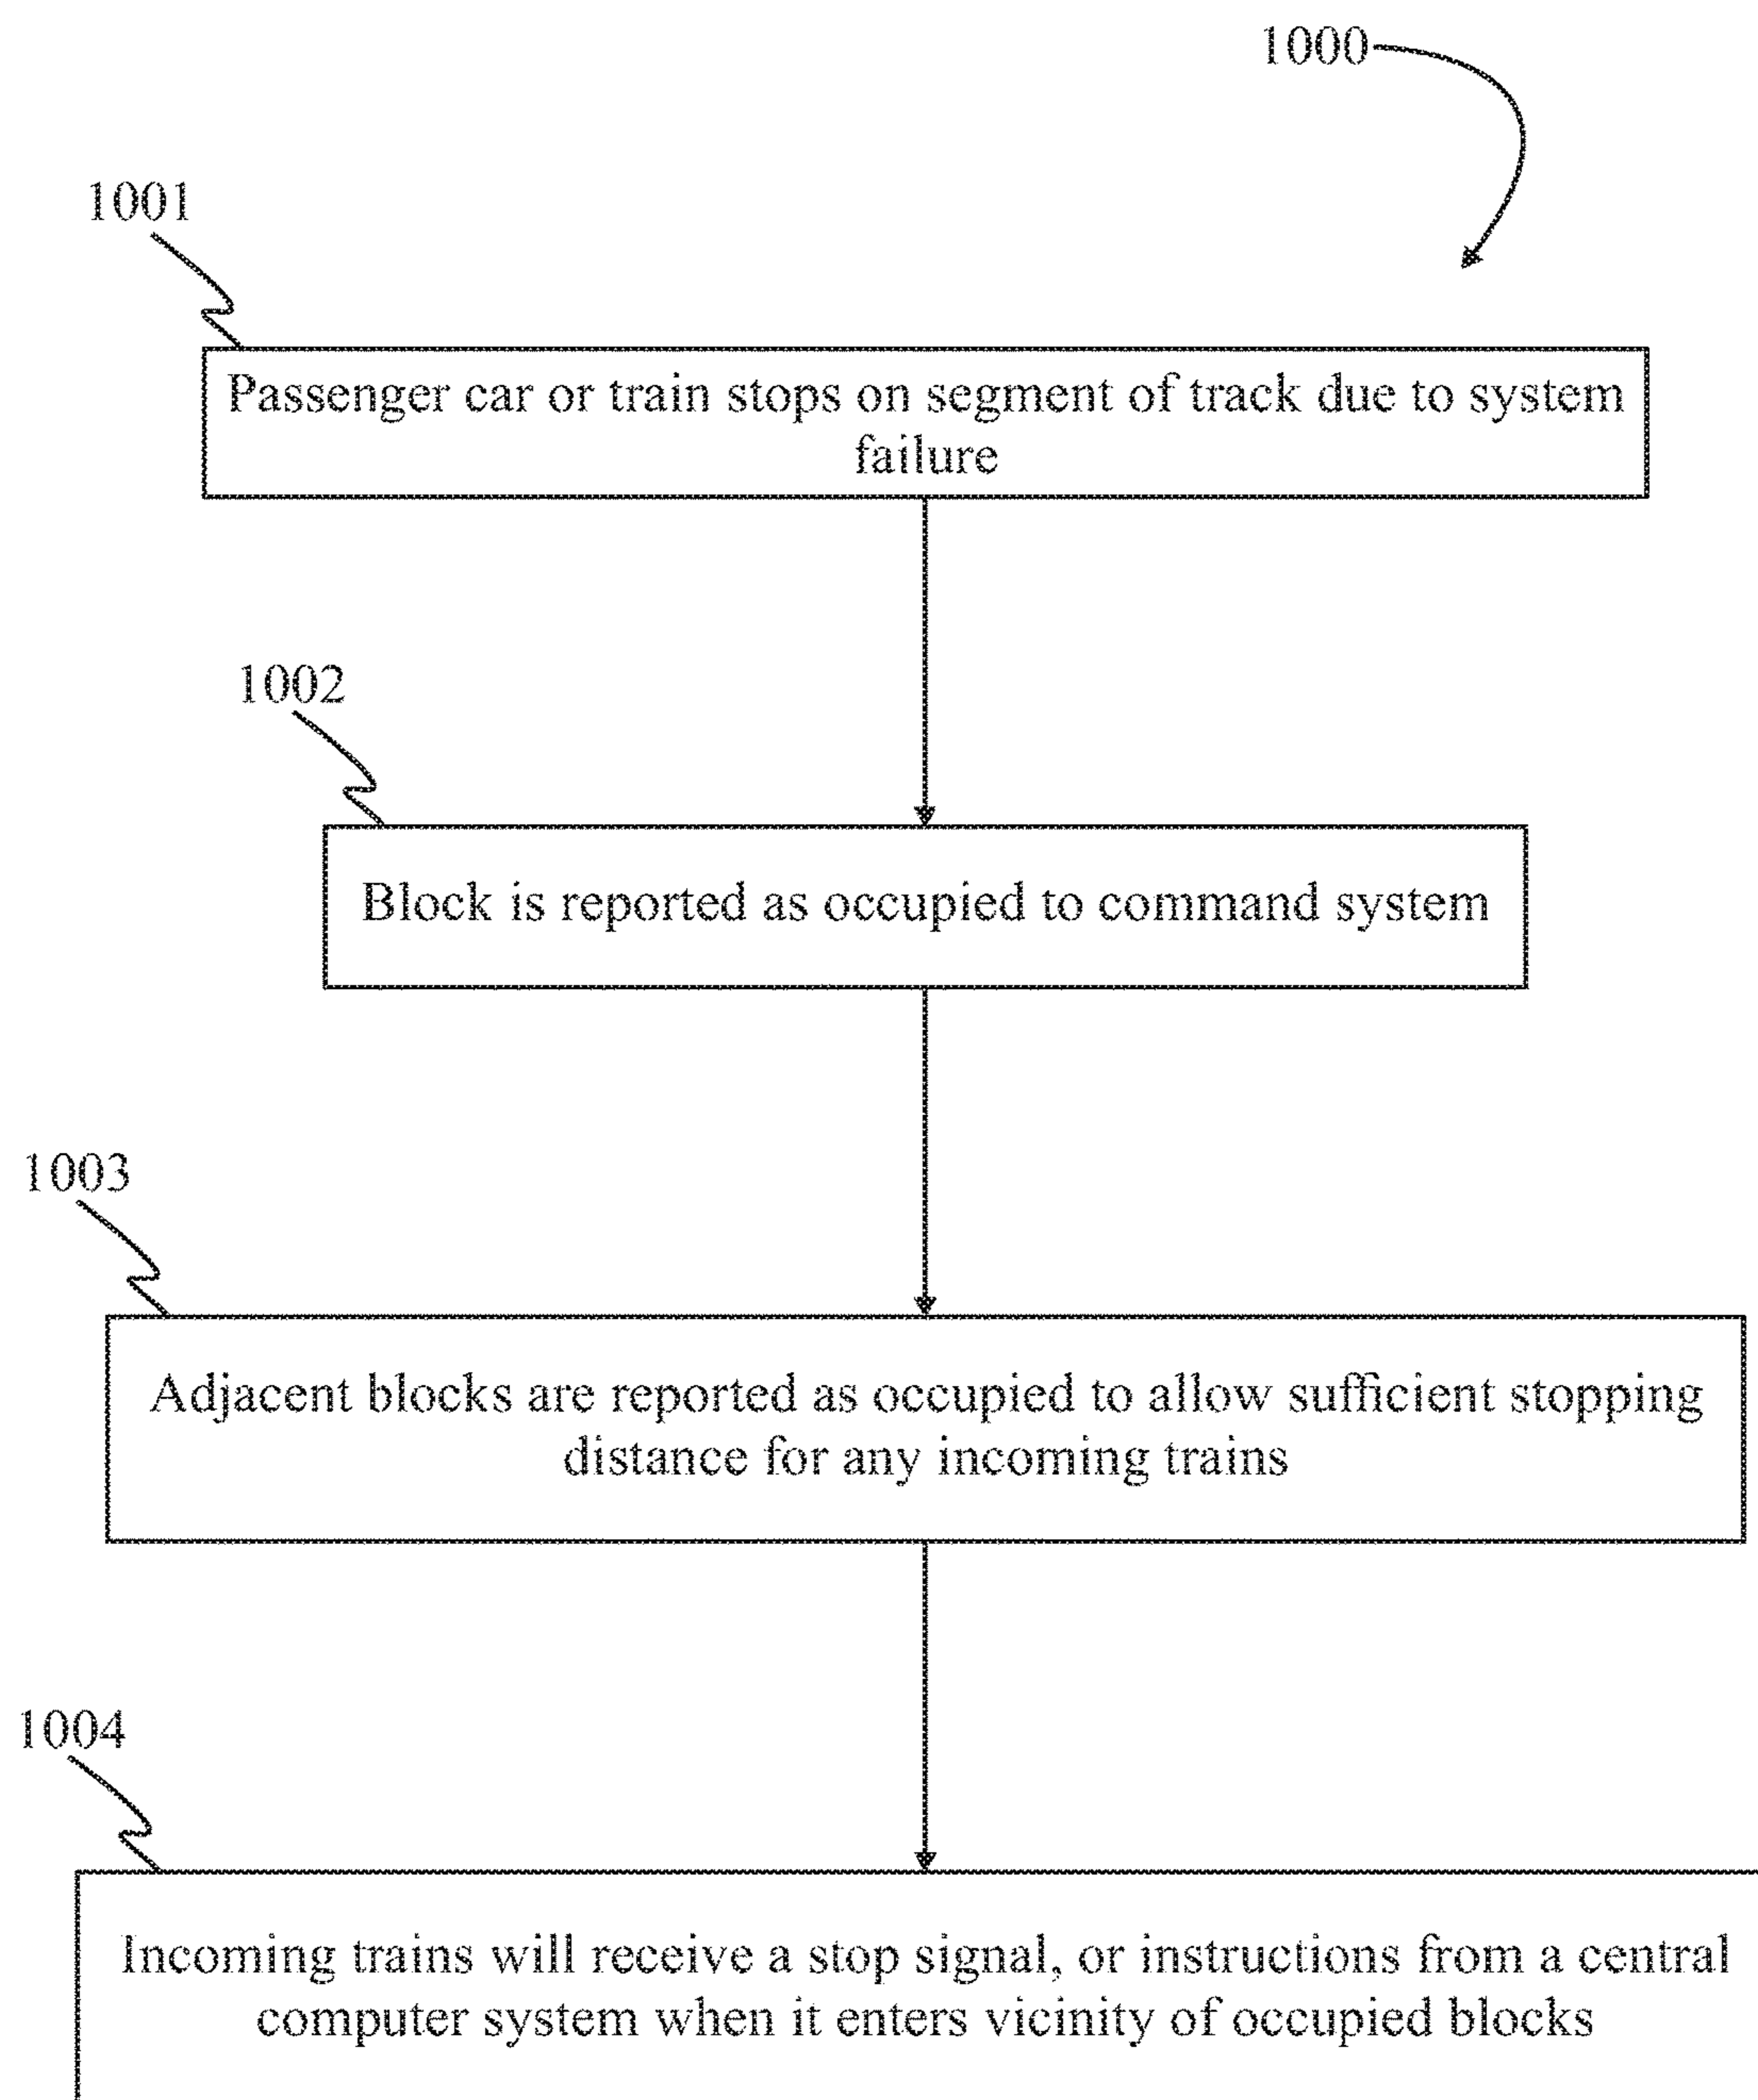 1000
1001
Passenger car or train stops on segment of track due to system
failure
1002
Block is reported as occupied to command system
1003
Adjacent blocks are reported as occupied to allow sufficient stopping
distance for any incoming trains
1004
Incoming trains will receive a stop signal, or instructions from a central
computer system when it enters vicinity of occupied blocks